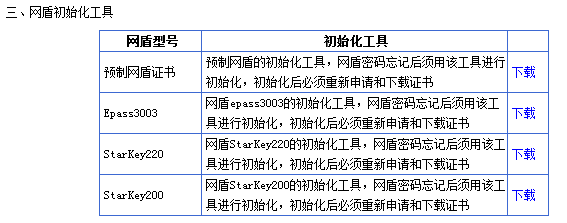 三、网盾初始化工具
网盾型号 初始化工具
预制网盾证书 预制网盾的初始化工具，网盾密码忘记后须用该工具进行
初始化，初始化后必须重新申请和下载证书 下载
Epass3003 网盾epass3003的初始化工具，网盾密码忘记后须用该工
具进行初始化，初始化后必须重新申请和下载证书 下载
StarKey220 网盾StarKey220的初始化工具，网盾密码忘记后须用该工
具进行初始化，初始化后必须重新申请和下载证书 下载
StarKey200 网盾StarKey200的初始化工具，网盾密码忘记后须用该工
具进行初始化，初始化后必须重新申请和下载证书 下载